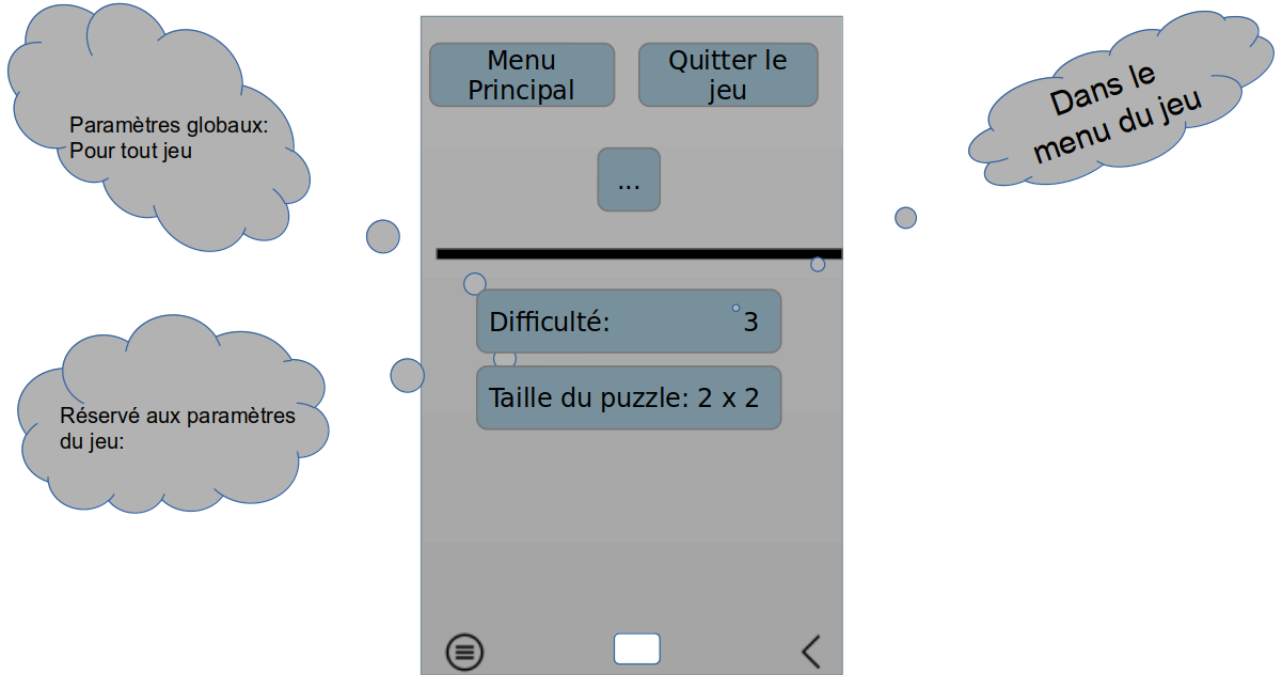 Paramètres globaux:
Pour tout jeu
Menu
Principal
Quitter le
jeu
Dans le
menu du jeu
...
Réservé aux paramètres
du jeu:
Difficulté: 3
Taille du puzzle: 2 x 2